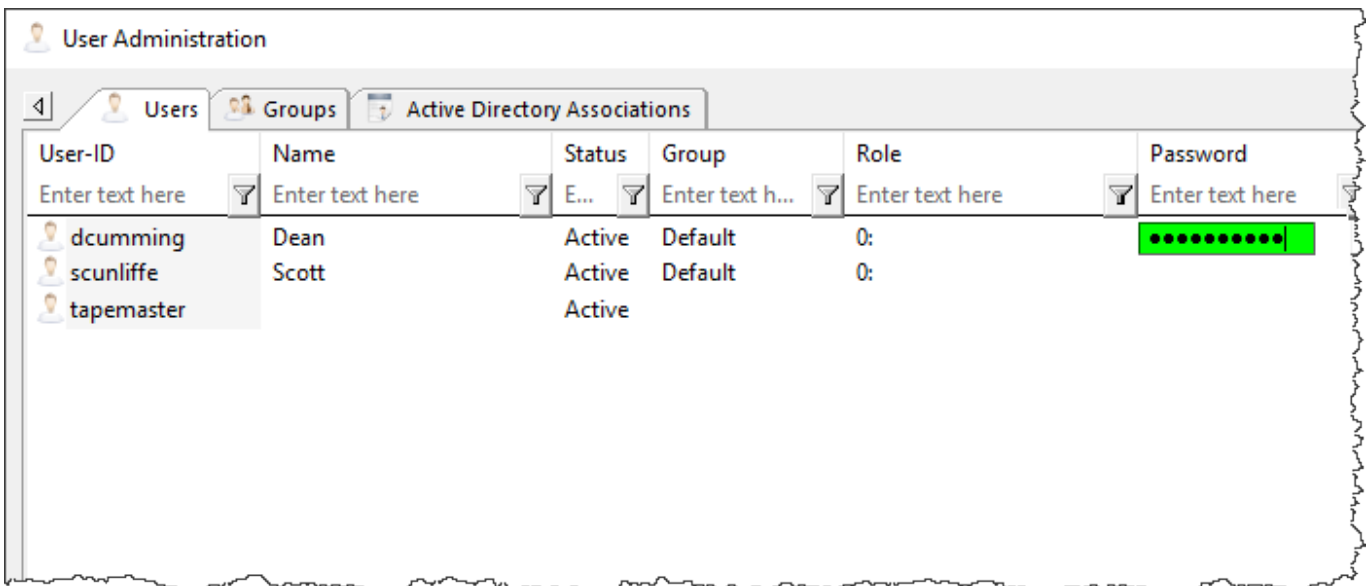 User Administration
Users Groups Active Directory Associations
User-ID Name Status Group Role Password
Enter text here Enter text here E... Enter text h... Enter text here Enter text here
dcumming Dean Active Default 0: ●●●●●●●●●●
scunliffe Scott Active Default 0:
tapemaster Active